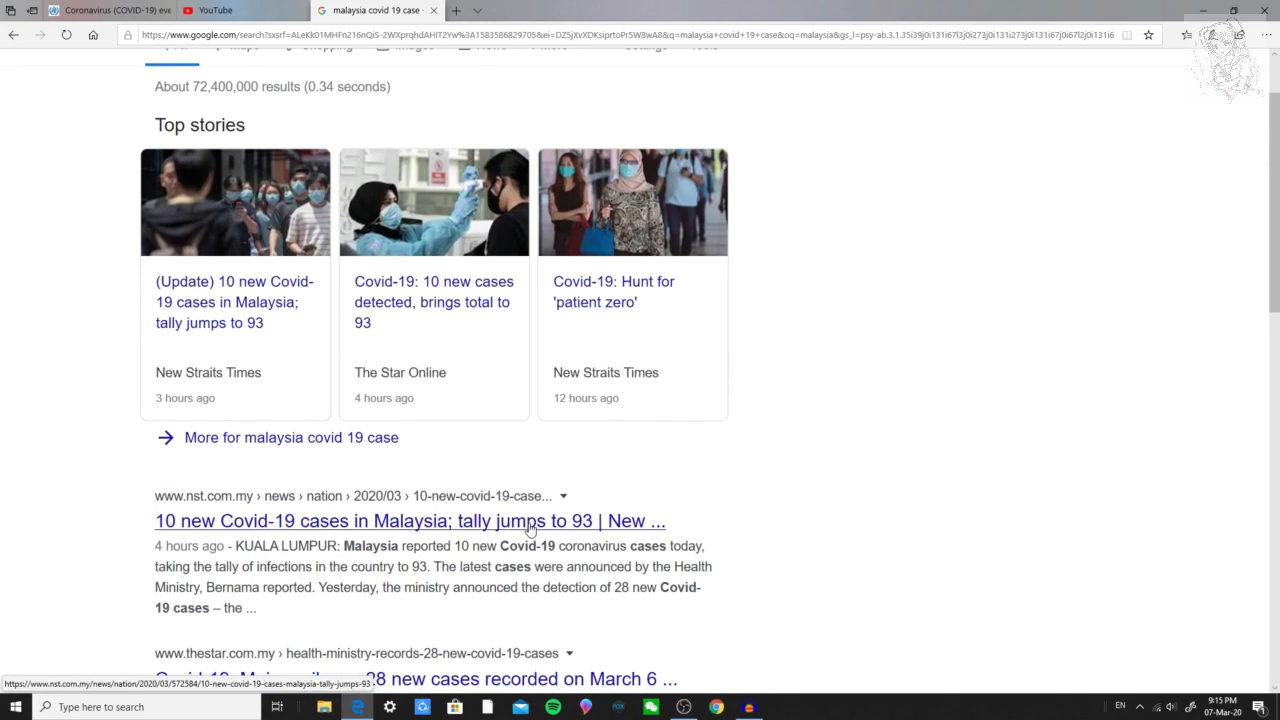 Coronavirus (COVID-19) eve
YouTube
malaysia covid 19 case
https://www.google.com/search?sxsrf=ALeKk01MHFn216nQiS-2WXprqhdAHIT2Yw%3A1583586829705&ei=DZ5jXvXDKsiprtoPr5W8wA8&q=malaysia+covid+19+case&oq=malaysia&gs_l=psy-ab.3.1.35i39j0i131i67l3j0i273j0i131i273j0i131i67j0i67l2j0i131l6
About 72,400,000 results (0.34 seconds)
Top stories
(Update) 10 new Covid-
19 cases in Malaysia;
tally jumps to 93
New Straits Times
3 hours ago
Covid-19: 10 new cases
detected, brings total to
93
The Star Online
4 hours ago
Covid-19: Hunt for
'patient zero'
New Straits Times
12 hours ago
More for malaysia covid 19 case
www.nst.com.my › news › nation › 2020/03 › 10-new-covid-19-case...
10 new Covid-19 cases in Malaysia; tally jumps to 93 | New ...
4 hours ago - KUALA LUMPUR: Malaysia reported 10 new Covid-19 coronavirus cases today,
taking the tally of infections in the country to 93. The latest cases were announced by the Health
Ministry, Bernama reported. Yesterday, the ministry announced the detection of 28 new Covid-
19 cases – the ...
www.thestar.com.my › health-ministry-records-28-new-covid-19-cases
28 new cases recorded on March 6 ...
https://www.nst.com.my/news/nation/2020/03/572584/10-new-covid-19-cases-malaysia-tally-jumps-93
Type here to search
EN
9:15 PM
07-Mar-20